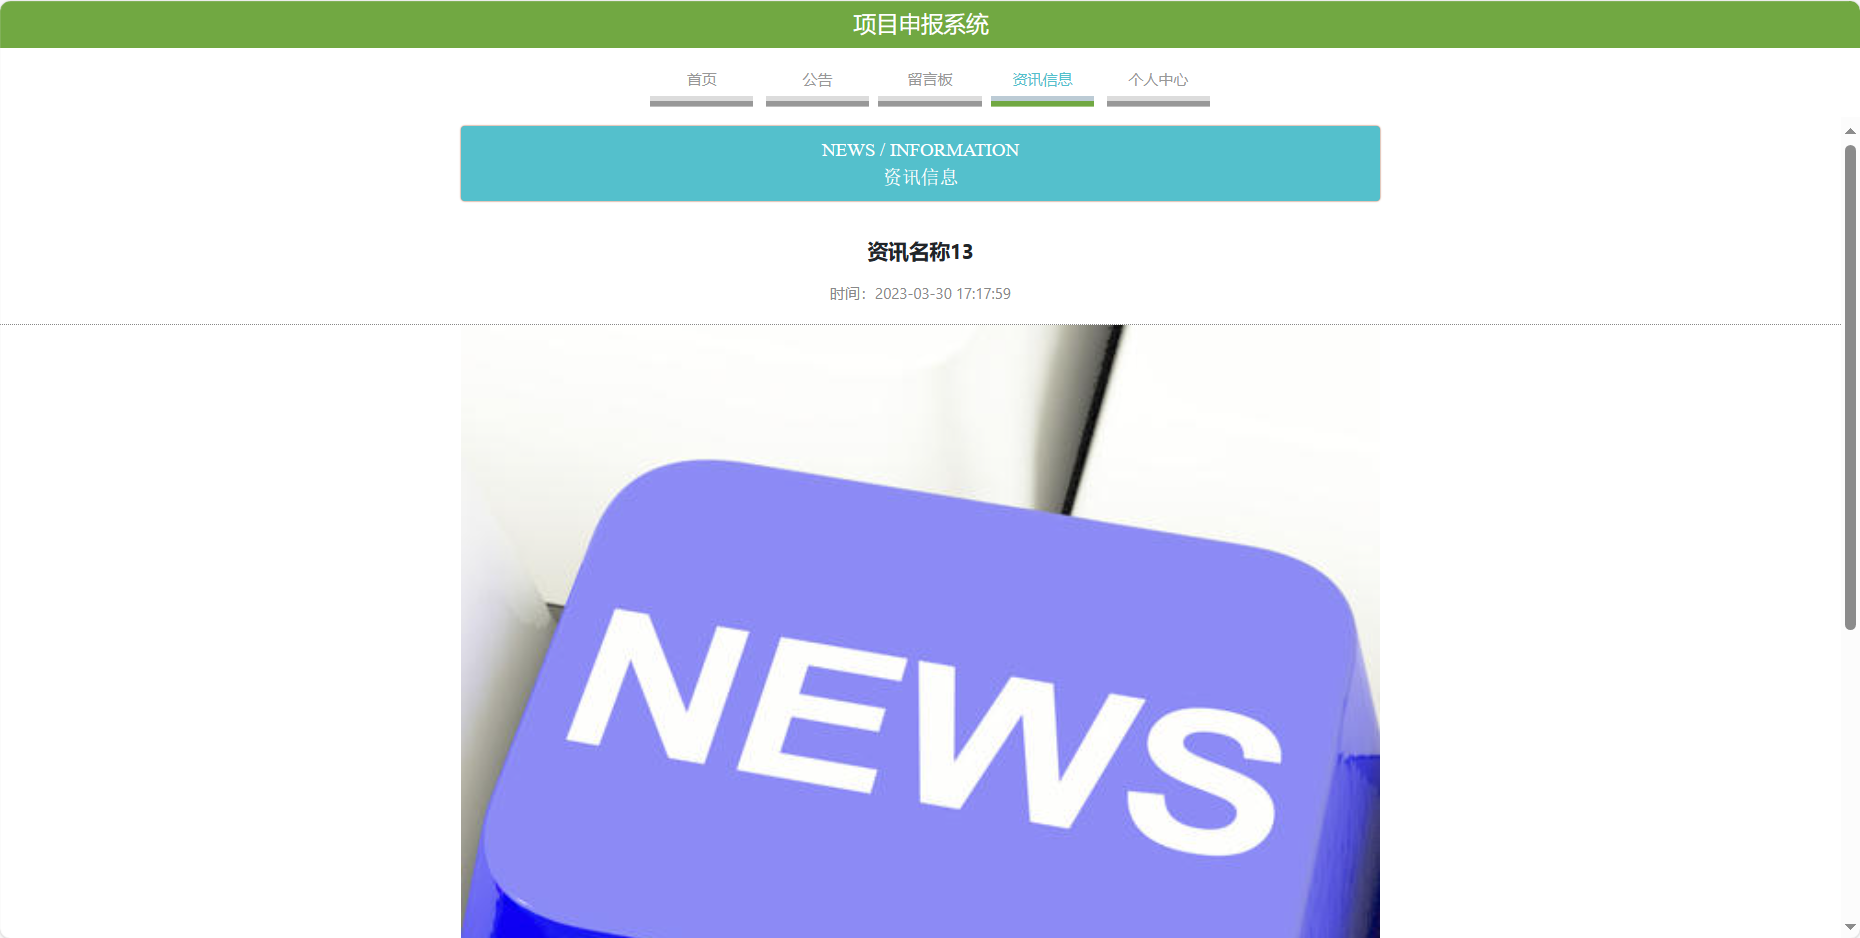 项目申报系统
首页 公告 留言板 资讯信息 个人中心
NEWS / INFORMATION
资讯信息
资讯名称13
时间：2023-03-30 17:17:59
NEWS